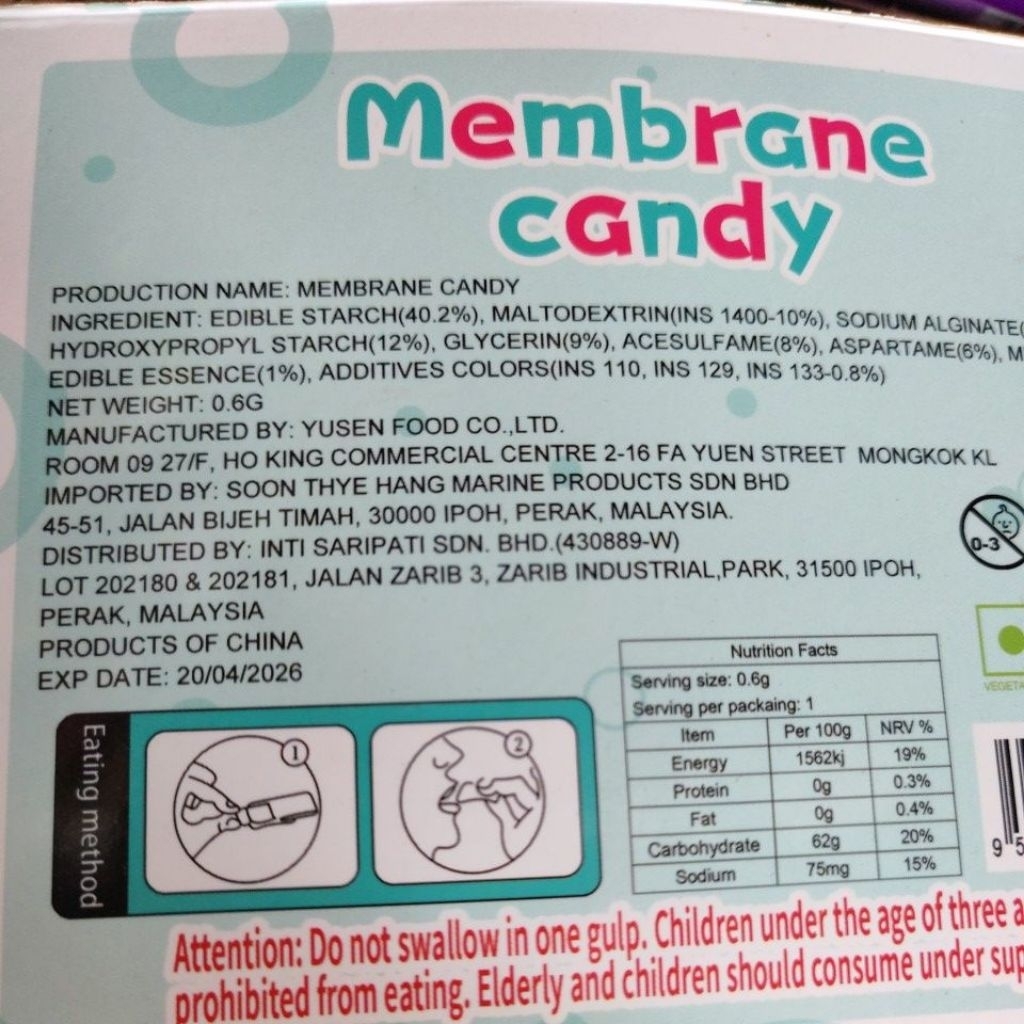 Membrane
candy
PRODUCTION NAME: MEMBRANE CANDY
INGREDIENT: EDIBLE STARCH(40.2%), MALTODEXTRIN(INS 1400-10%), SODIUM ALGINATE(
HYDROXYPROPYL STARCH(12%), GLYCERIN(9%), ACESULFAME(8%), ASPARTAME(6%),
EDIBLE ESSENCE(1%), ADDITIVES COLORS(INS 110, INS 129, INS 133-0.8%)
NET WEIGHT: 0.6G
MANUFACTURED BY: YUSEN FOOD CO.,LTD.
ROOM 09 27/F, HO KING COMMERCIAL CENTRE 2-16 FA YUEN STREET MONGKOK KL
IMPORTED BY: SOON THYE HANG MARINE PRODUCTS SDN BHD
45-51, JALAN BIJEH TIMAH, 30000 IPOH, PERAK, MALAYSIA.
DISTRIBUTED BY: INTI SARIPATI SDN. BHD.(430889-W)
LOT 202180 & 202181, JALAN ZARIB 3, ZARIB INDUSTRIAL,PARK, 31500 IPOH,
PERAK, MALAYSIA
PRODUCTS OF CHINA
EXP DATE: 20/04/2026
0-3
Eating method
1
2
Nutrition Facts
Serving size: 0.6g
Serving per packaing: 1
Item Per 100g NRV %
Energy 1562kj 19%
Protein 0g 0.3%
Fat 0g 0.4%
Carbohydrate 62g 20%
Sodium 75mg 15%
9 5
Attention: Do not swallow in one gulp. Children under the age of three
prohibited from eating. Elderly and children should consume under